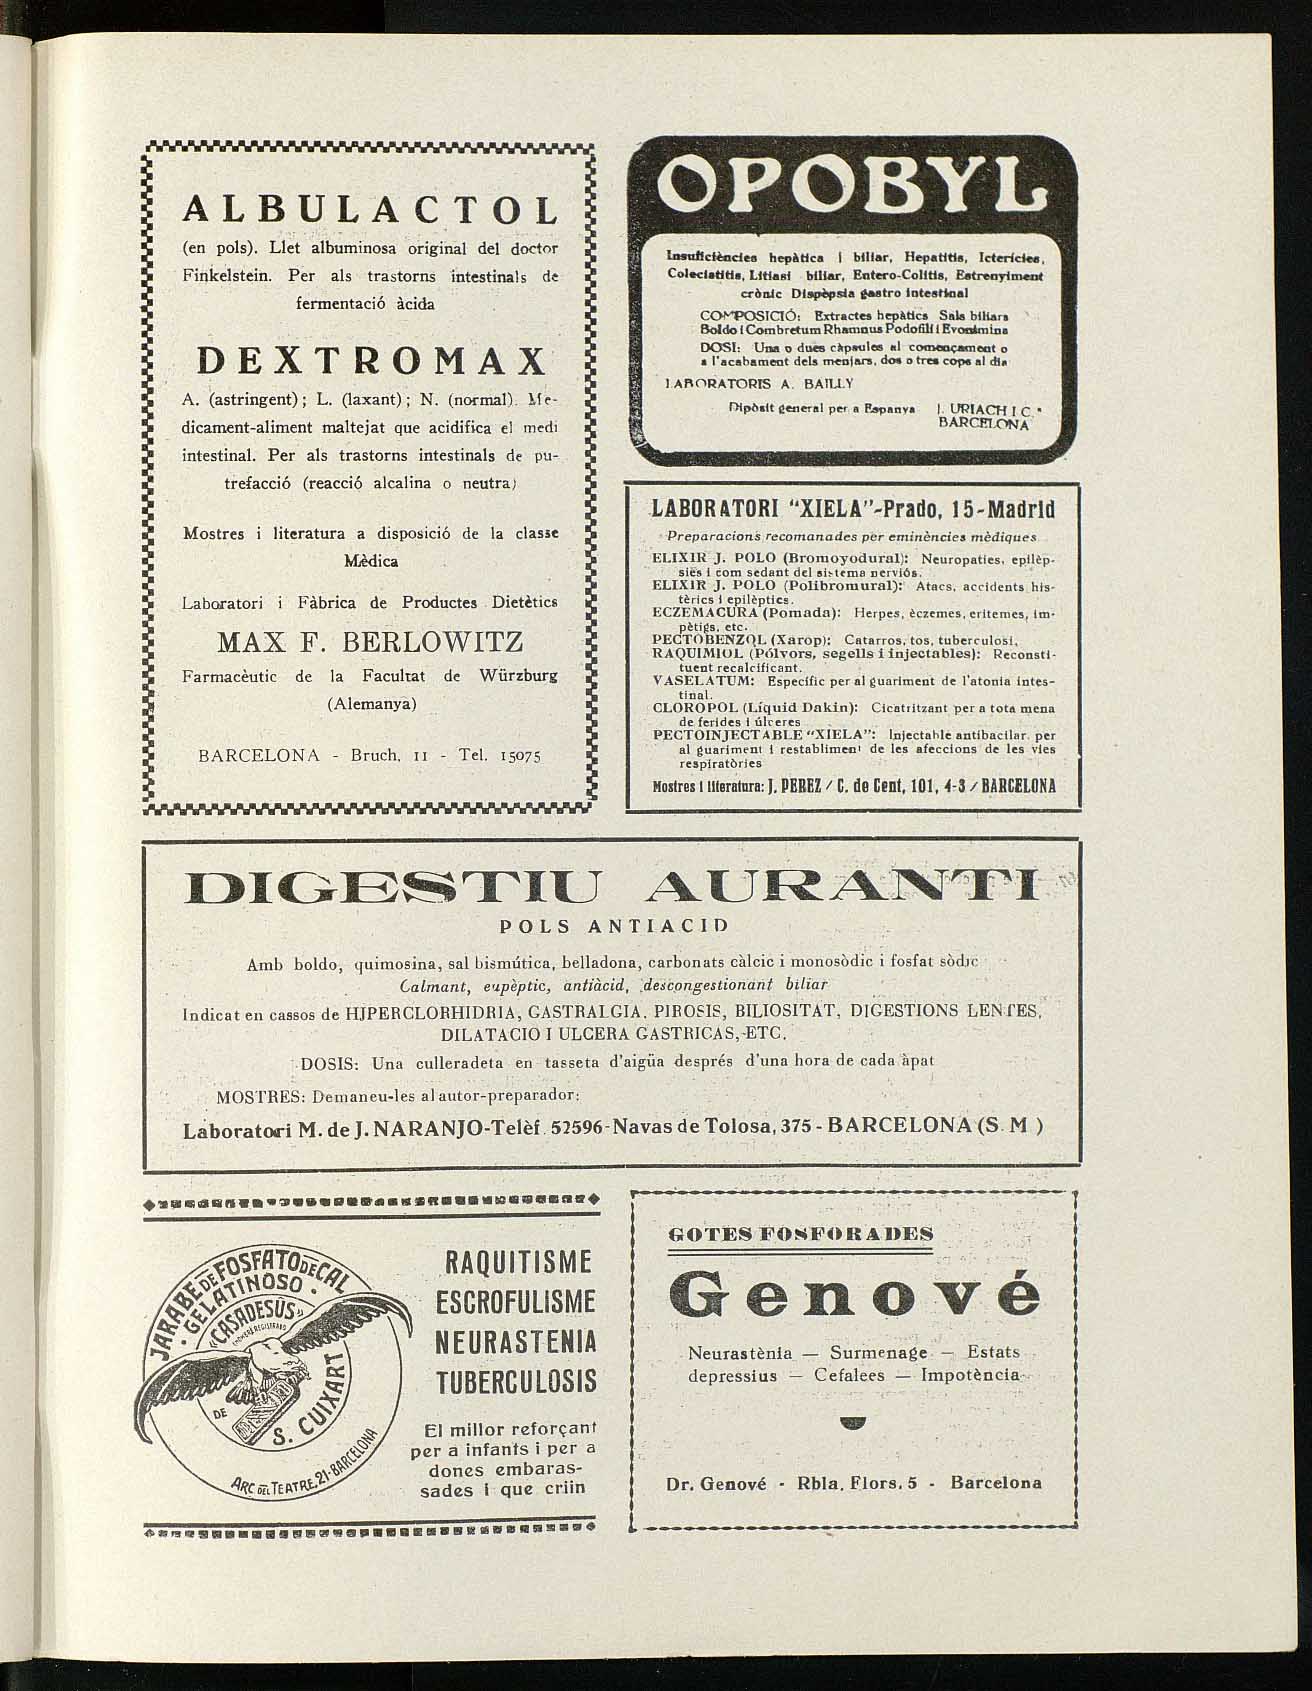 ALBULACTOL
(en pols). Llet albuminosa original del doctor
Finkelstein. Per als trastorns intestinals de
fermentació àcida
DEXTROMAX
A. (astringent); L. (laxant); N. (normal). Me-
dicament-aliment maltejat que acidifica el medi
intestinal. Per als trastorns intestinals de pu-
trefacció (reacció alcalina o neutra)
Mostres i literatura a disposició de la classe
Mèdica
Laboratori i Fàbrica de Productes Dietètics
MAX F. BERLOWITZ
Farmacèutic de la Facultat de Würzburg
(Alemanya)
BARCELONA - Bruch, 11 - Tel. 15075
OPOBYL
Insuficiències hepàtica i biliar, Hepatitis, Icterícies,
Colecistitis, Litiasi biliar, Entero-Colitis, Estrenyiment
crònic Dispèpsia gastro intestinal
COMPOSICIÓ: Extractes hepàtics Sals biliars
Boldo i Combretum Rhamnus Podofili i Evonimina
DOSI: Una o dues càpsules al començament o
a l'acabament dels menjars, dos o tres cops al dia
LABORATORIS A. BAILLY
Dipòsit general per a Espanya J. URIACH I C.ª
BARCELONA
LABORATORI "XIELA"-Prado, 15-Madrid
Preparacions recomanades per eminències mèdiques
ELIXIR J. POLO (Bromoyodural): Neuropaties, epilèp-
sies i com sedant del sistema nerviós.
ELIXIR J. POLO (Polibromural): Atacs, accidents his-
tèrics i epilèptics.
ECZEMACURA (Pomada): Herpes, èczemes, eritemes, im-
pètigs, etc.
PECTOBENZOL (Xarop): Catarros, tos, tuberculosi,
RAQUIMIOL (Pólvors, segells i injectables): Reconsti-
tuent recalcificant.
VASELATUM: Específic per al guariment de l'atonia intes-
tinal.
CLOROPOL (Líquid Dakin): Cicatritzant per a tota mena
de ferides i úlceres
PECTOINJECTABLE "XIELA": Injectable antibacilar, per
al guariment i restabliment de les afeccions de les vies
respiratòries
Mostres i literatura: J. PEREZ / C. de Cent, 101, 4-3 / BARCELONA
DIGESTIU AURANTI
POLS ANTIACID
Amb boldo, quimosina, sal bismútica, belladona, carbonats càlcic i monosòdic i fosfat sòdic
Calmant, eupèptic, antiàcid, descongestionant biliar
Indicat en cassos de HIPERCLORHIDRIA, GASTRALGIA, PIROSIS, BILIOSITAT, DIGESTIONS LENTES,
DILATACIO I ULCERA GASTRICAS, ETC.
DOSIS: Una culleradeta en tasseta d'aigüa després d'una hora de cada àpat
MOSTRES: Demaneu-les al autor-preparador:
Laboratori M. de J. NARANJO-Telèf. 52596-Navas de Tolosa, 375 - BARCELONA (S. M )
JARABE DE FOSFATO DE CAL
· GELATINOSO ·
"CASADESÚS"
NOMBRE REGISTRADO
DE
S. CUIXART
ARC DEL TEATRE, 21-BARCELONA
RAQUITISME
ESCROFULISME
NEURASTENIA
TUBERCULOSIS
El millor reforçant
per a infants i per a
dones embaras-
sades i que criin
GOTES FOSFORADES
Genové
Neurastènia — Surmenage — Estats
depressius — Cefalees — Impotència
Dr. Genové - Rbla. Flors, 5 - Barcelona